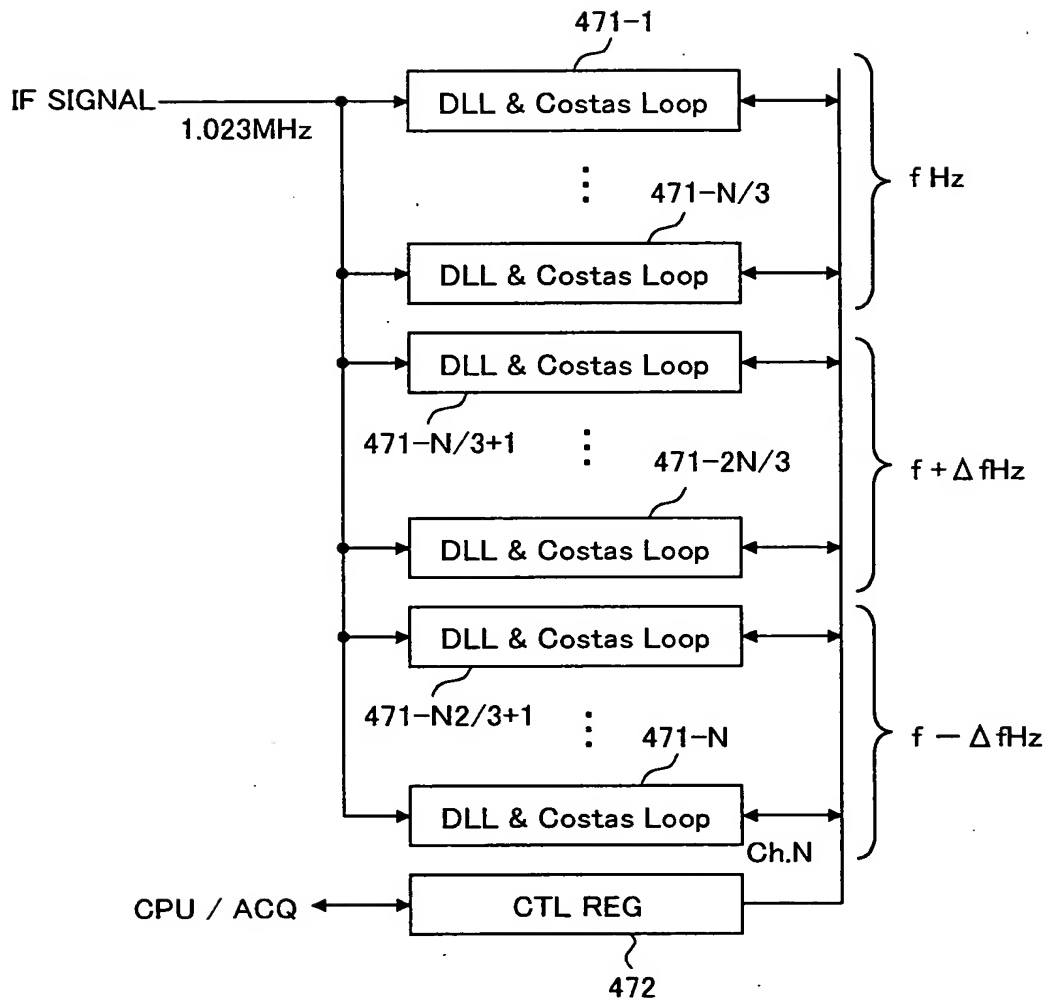 471-1
IF SIGNAL
1.023MHz
DLL & Costas Loop
f Hz
471-N/3
DLL & Costas Loop
DLL & Costas Loop
471-N/3+1
471-2N/3
f + Δ fHz
DLL & Costas Loop
DLL & Costas Loop
471-N2/3+1
471-N
f − Δ fHz
DLL & Costas Loop
Ch.N
CPU / ACQ
CTL REG
472